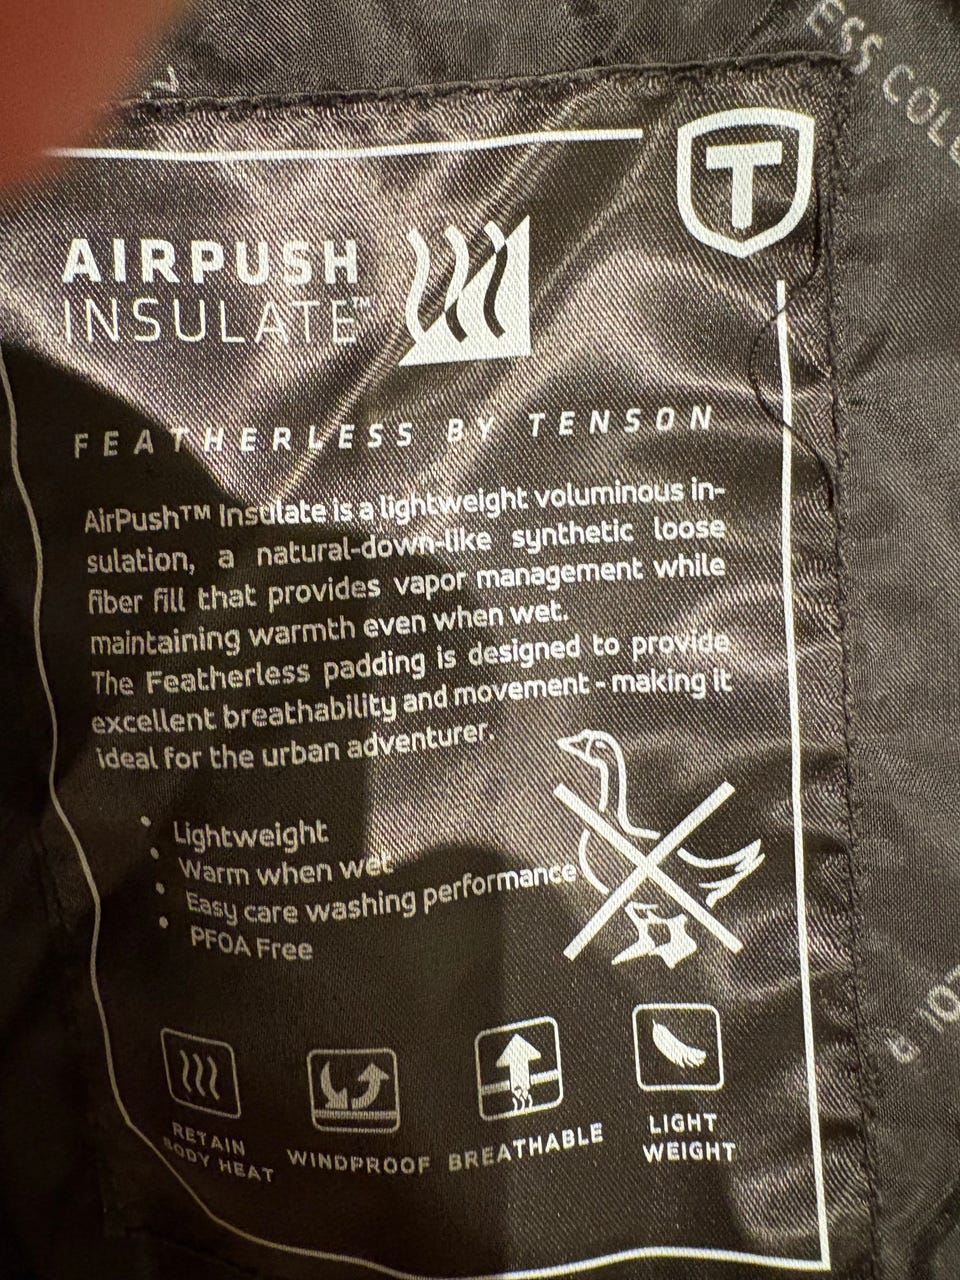 T
AIRPUSH
INSULATE™
FEATHERLESS BY TENSON
AirPush™ Insulate is a lightweight voluminous in-
sulation, a natural-down-like synthetic loose
fiber fill that provides vapor management while
maintaining warmth even when wet.
The Featherless padding is designed to provide
excellent breathability and movement - making it
ideal for the urban adventurer.
• Lightweight
• Warm when wet
• Easy care washing performance
• PFOA Free
RETAIN
BODY HEAT
WINDPROOF
BREATHABLE
LIGHT
WEIGHT